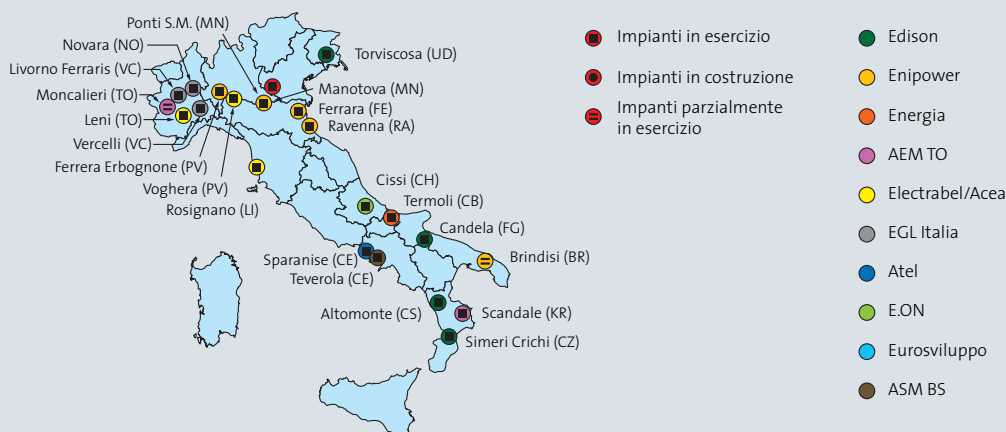 Ponti S.M. (MN)
Novara (NO)
Livorno Ferraris (VC)
Moncalieri (TO)
Lenì (TO)
Vercelli (VC)
Ferrera Erbognone (PV)
Voghera (PV)
Rosignano (LI)
Torviscosa (UD)
Manotova (MN)
Ferrara (FE)
Ravenna (RA)
Cissi (CH)
Termoli (CB)
Candela (FG)
Brindisi (BR)
Sparanise (CE)
Teverola (CE)
Altomonte (CS)
Scandale (KR)
Simeri Crichi (CZ)
Impianti in esercizio
Impianti in costruzione
Impanti parzialmente
in esercizio
Edison
Enipower
Energia
AEM TO
Electrabel/Acea
EGL Italia
Atel
E.ON
Eurosviluppo
ASM BS